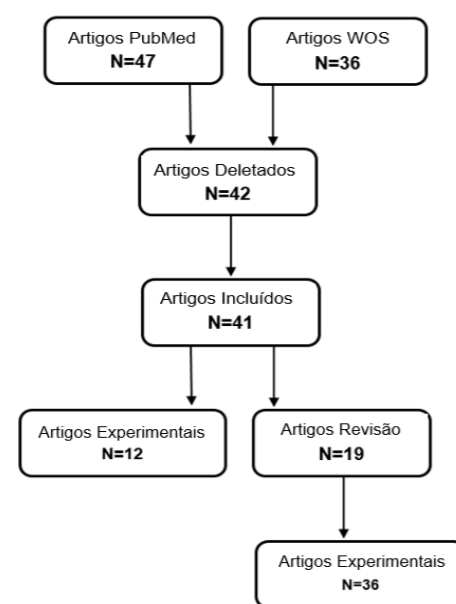 Artigos PubMed
N=47
Artigos WOS
N=36
Artigos Deletados
N=42
Artigos Incluídos
N=41
Artigos Experimentais
N=12
Artigos Revisão
N=19
Artigos Experimentais
N=36